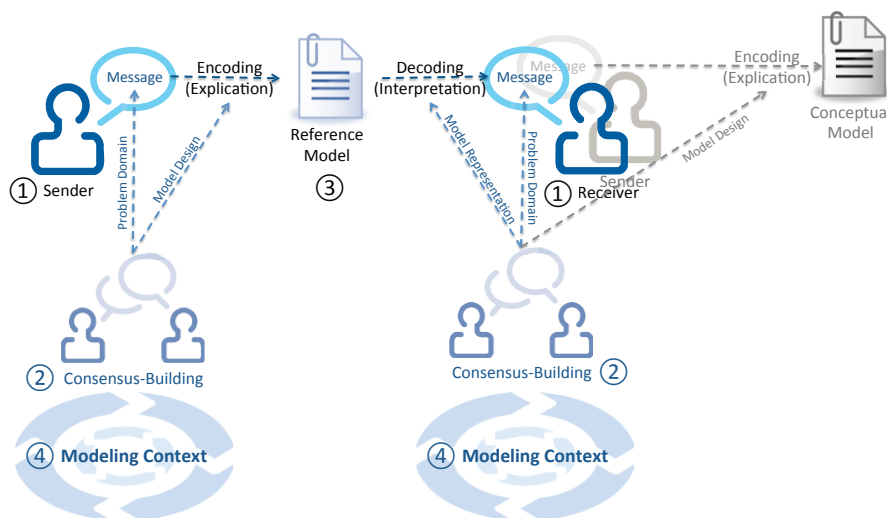 Message
Encoding
(Explication)
Reference
Model
③
① Sender
Problem Domain
Model Design
② Consensus-Building
④ Modeling Context
Decoding
(Interpretation)
Message
Message
Encoding
(Explication)
Conceptua
Model
Sender
① Receiver
Model Representation
Problem Domain
Model Design
Consensus-Building ②
④ Modeling Context